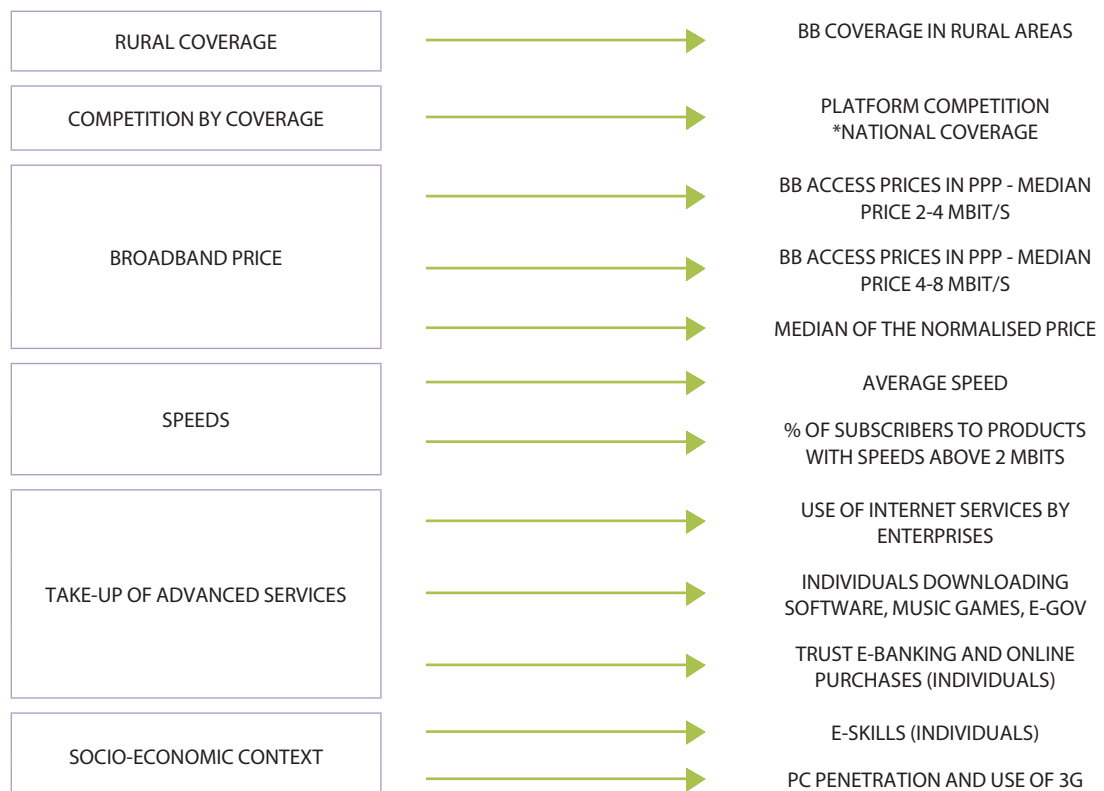 RURAL COVERAGE
BB COVERAGE IN RURAL AREAS
COMPETITION BY COVERAGE
PLATFORM COMPETITION
*NATIONAL COVERAGE
BROADBAND PRICE
BB ACCESS PRICES IN PPP - MEDIAN
PRICE 2-4 MBIT/S
BB ACCESS PRICES IN PPP - MEDIAN
PRICE 4-8 MBIT/S
MEDIAN OF THE NORMALISED PRICE
SPEEDS
AVERAGE SPEED
% OF SUBSCRIBERS TO PRODUCTS
WITH SPEEDS ABOVE 2 MBITS
TAKE-UP OF ADVANCED SERVICES
USE OF INTERNET SERVICES BY
ENTERPRISES
INDIVIDUALS DOWNLOADING
SOFTWARE, MUSIC GAMES, E-GOV
TRUST E-BANKING AND ONLINE
PURCHASES (INDIVIDUALS)
SOCIO-ECONOMIC CONTEXT
E-SKILLS (INDIVIDUALS)
PC PENETRATION AND USE OF 3G